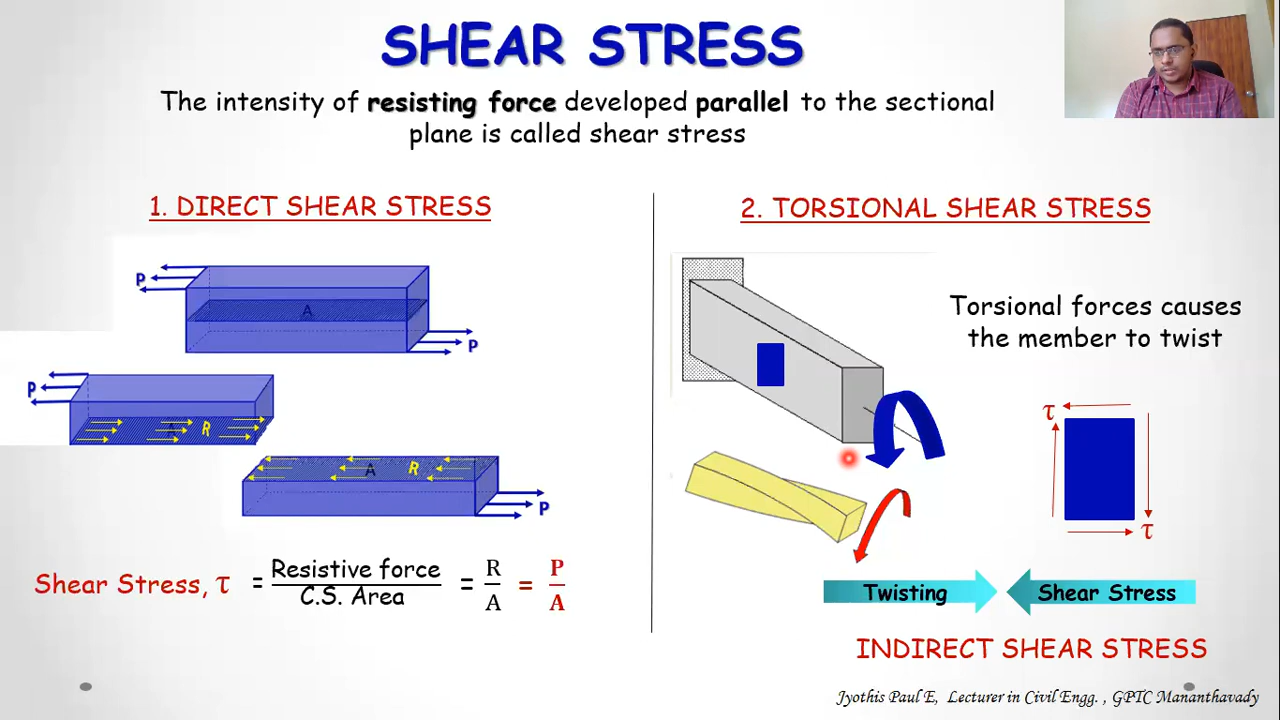 SHEAR STRESS
The intensity of resisting force developed parallel to the sectional
plane is called shear stress
1. DIRECT SHEAR STRESS
P
A
P
P
A R
A R
P
Shear Stress, τ = Resistive force / C.S. Area = R / A = P / A
2. TORSIONAL SHEAR STRESS
Torsional forces causes
the member to twist
τ
τ
Twisting
Shear Stress
INDIRECT SHEAR STRESS
Jyothis Paul E, Lecturer in Civil Engg. , GPTC Mananthavady